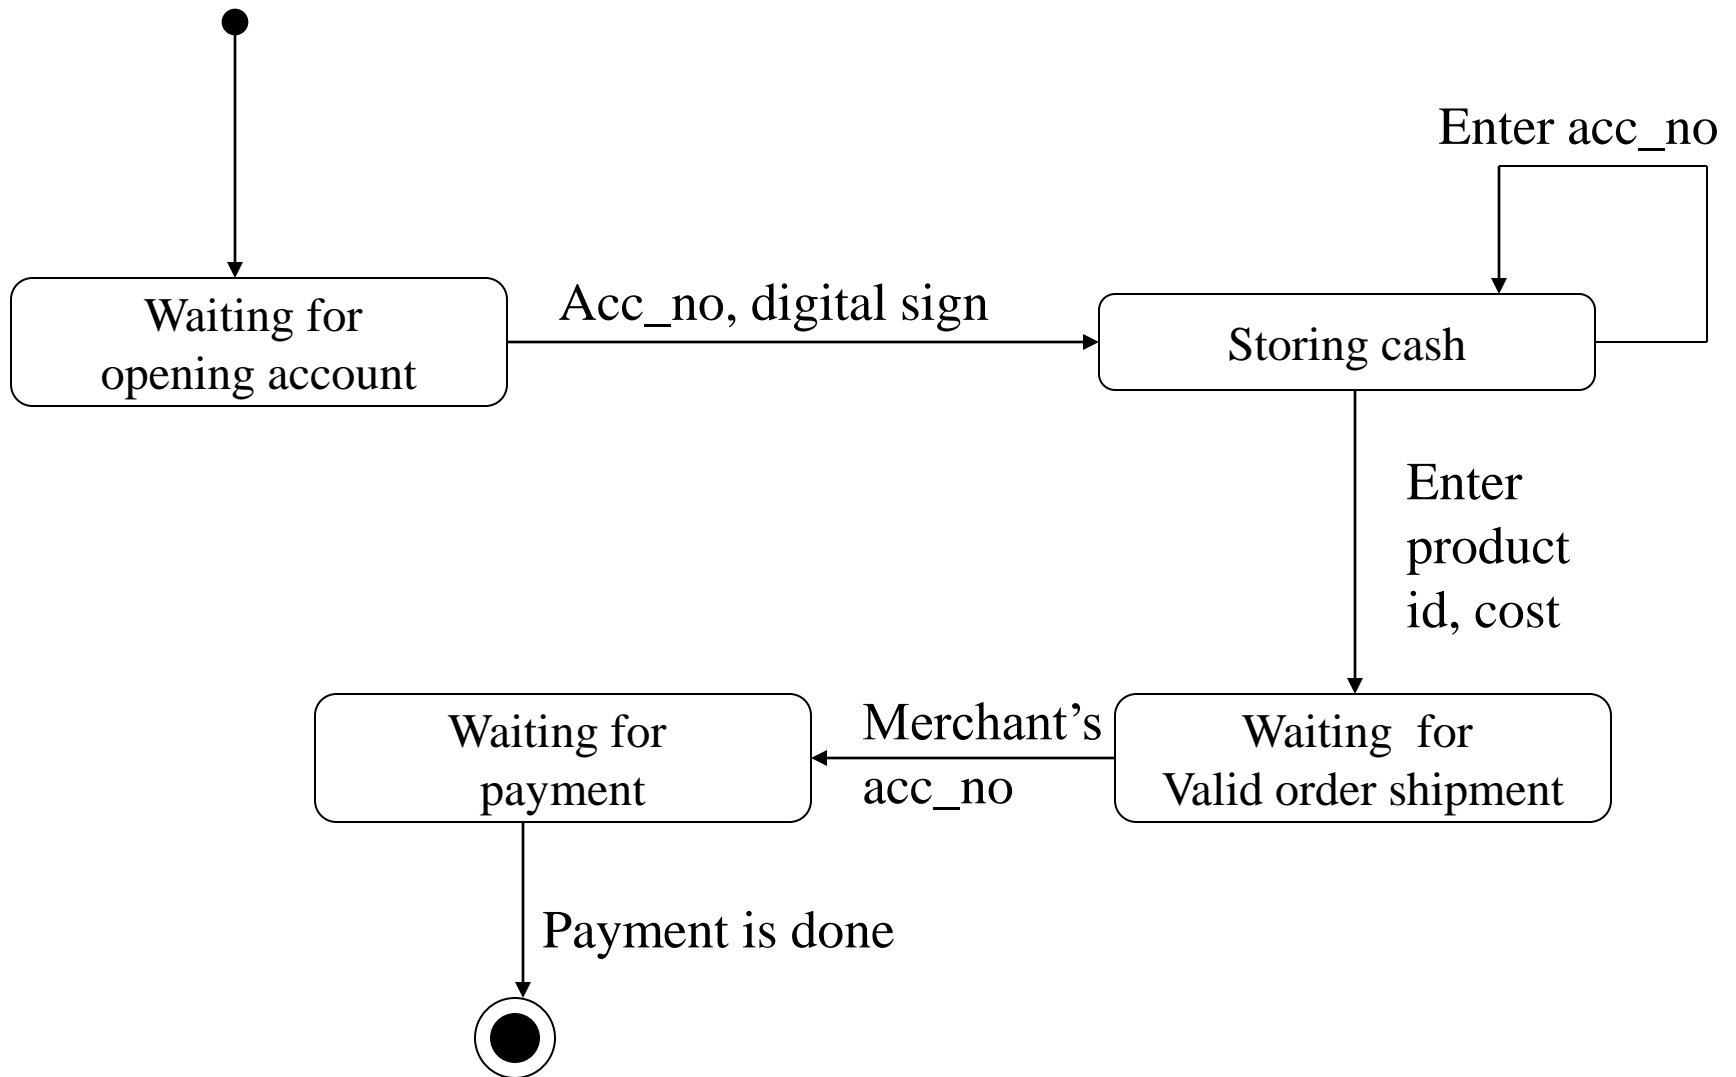 Enter acc_no
Waiting for
opening account
Acc_no, digital sign
Storing cash
Enter
product
id, cost
Waiting for
payment
Merchant’s
acc_no
Waiting  for
Valid order shipment
Payment is done